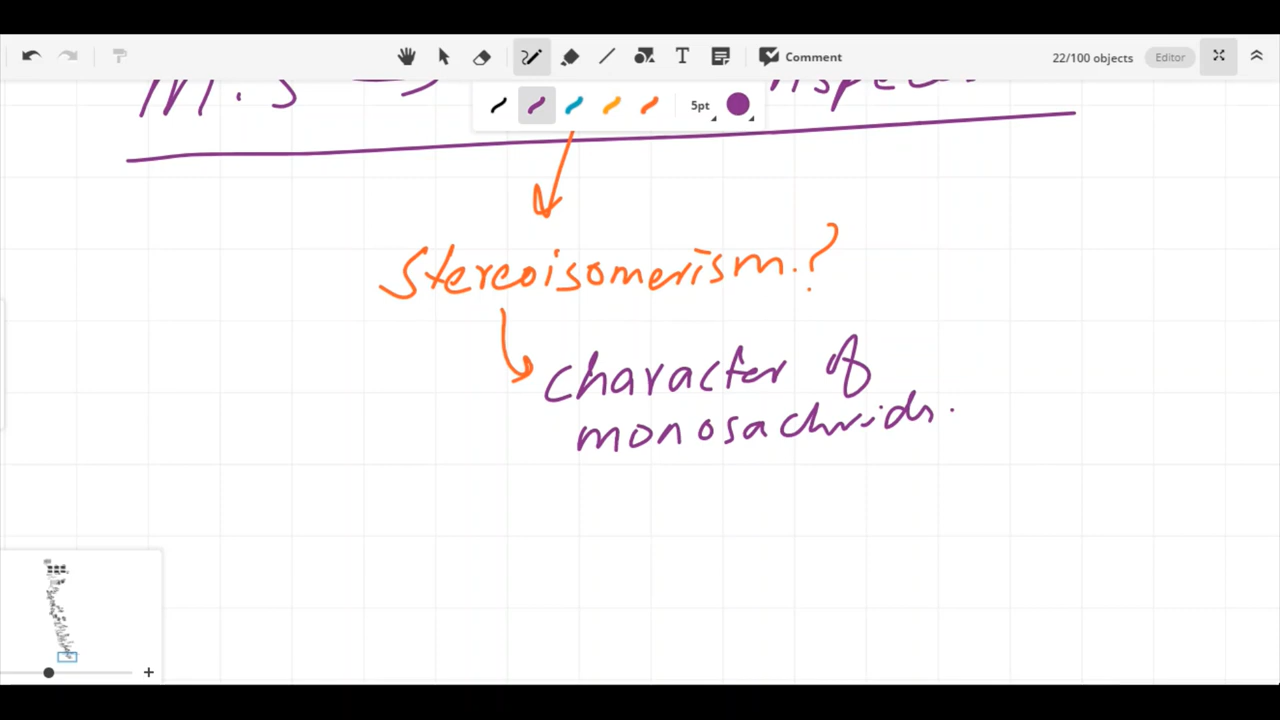 Comment
22/100 objects
Editor
M.S
5pt
Stereoisomerism.?
Character of
monosachrids.